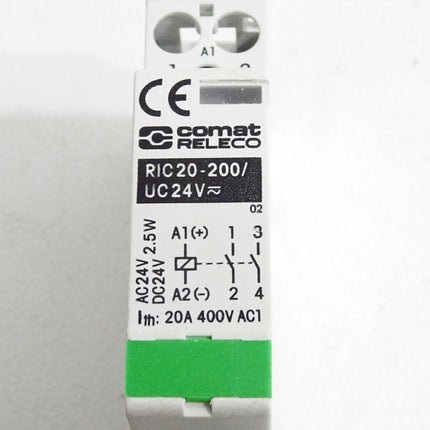 A1
1 2
CE
comat
RELECO
RIC20-200/
UC24V≂
02
AC24V 2.5W
DC24V
A1(+) 1 3
A2(-) 2 4
Ith: 20A 400V AC1